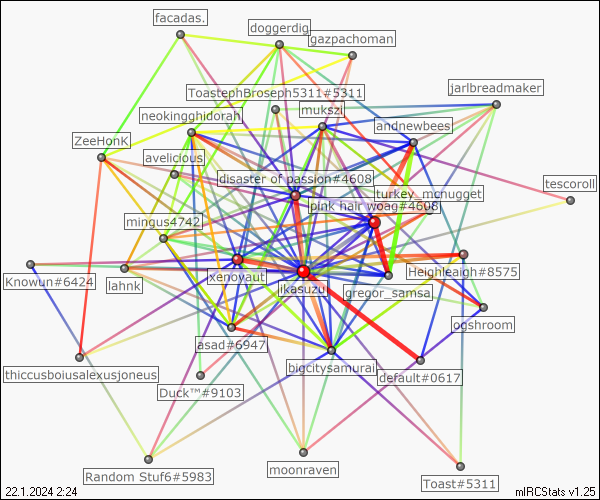 facadas.
doggerdig
gazpachoman
ToastephBroseph5311#5311
jarlbreadmaker
neokingghidorah
mukszi
andnewbees
ZeeHonK
avelicious
disaster of passion#4608
tescoroll
turkey_mcnugget
pink hair woag#4608
mingus4742
Knowun#6424
lahnk
xenoyaut
ikasuzu
gregor_samsa
Heighleaigh#8575
ogshroom
asad#6947
thiccusboiusalexusjoneus
bigcitysamurai
default#0617
Duck™#9103
Random Stuf6#5983
moonraven
Toast#5311
22.1.2024 2:24
mIRCStats v1.25